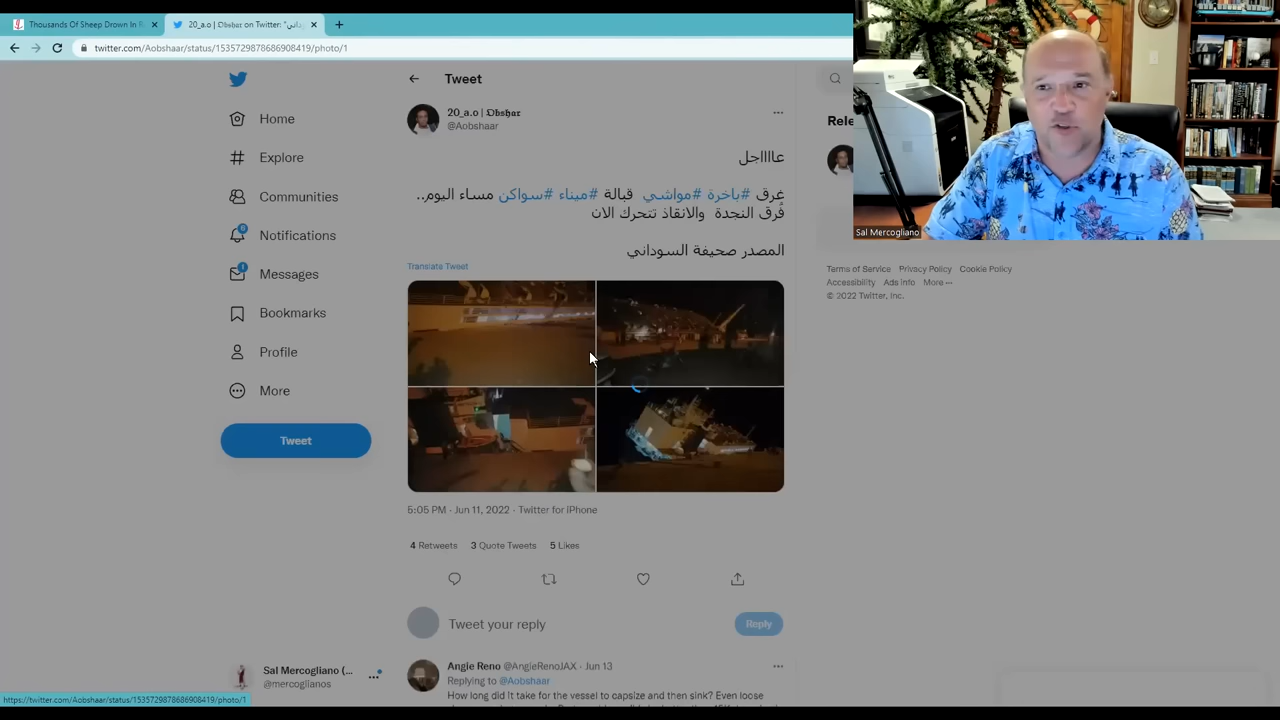 Thousands Of Sheep Drown In
20_a.o | 𝕺𝖇𝖘𝖍𝖆𝖗 on Twitter: "
twitter.com/Aobshaar/status/1535729878686908419/photo/1
Home
Explore
Communities
Notifications
Messages
Bookmarks
Profile
More
Tweet
Sal Mercogliano (...
@mercoglianos
https://twitter.com/Aobshaar/status/1535729878686908419/photo/1
Tweet
20_a.o | 𝕺𝖇𝖘𝖍𝖆𝖗
@Aobshaar
عااااجل
غرق #باخرة #مواشي قبالة #ميناء #سواكن مساء اليوم..
فرق النجدة والانقاذ تتحرك الان
المصدر صحيفة السوداني
Translate Tweet
5:05 PM · Jun 11, 2022 · Twitter for iPhone
4 Retweets 3 Quote Tweets 5 Likes
Tweet your reply
Reply
Angie Reno @AngieRenoJAX · Jun 13
Replying to @Aobshaar
How long did it take for the vessel to capsize and then sink? Even loose
Rele
Terms of Service Privacy Policy Cookie Policy
Accessibility Ads info More ···
© 2022 Twitter, Inc.
Sal Mercogliano